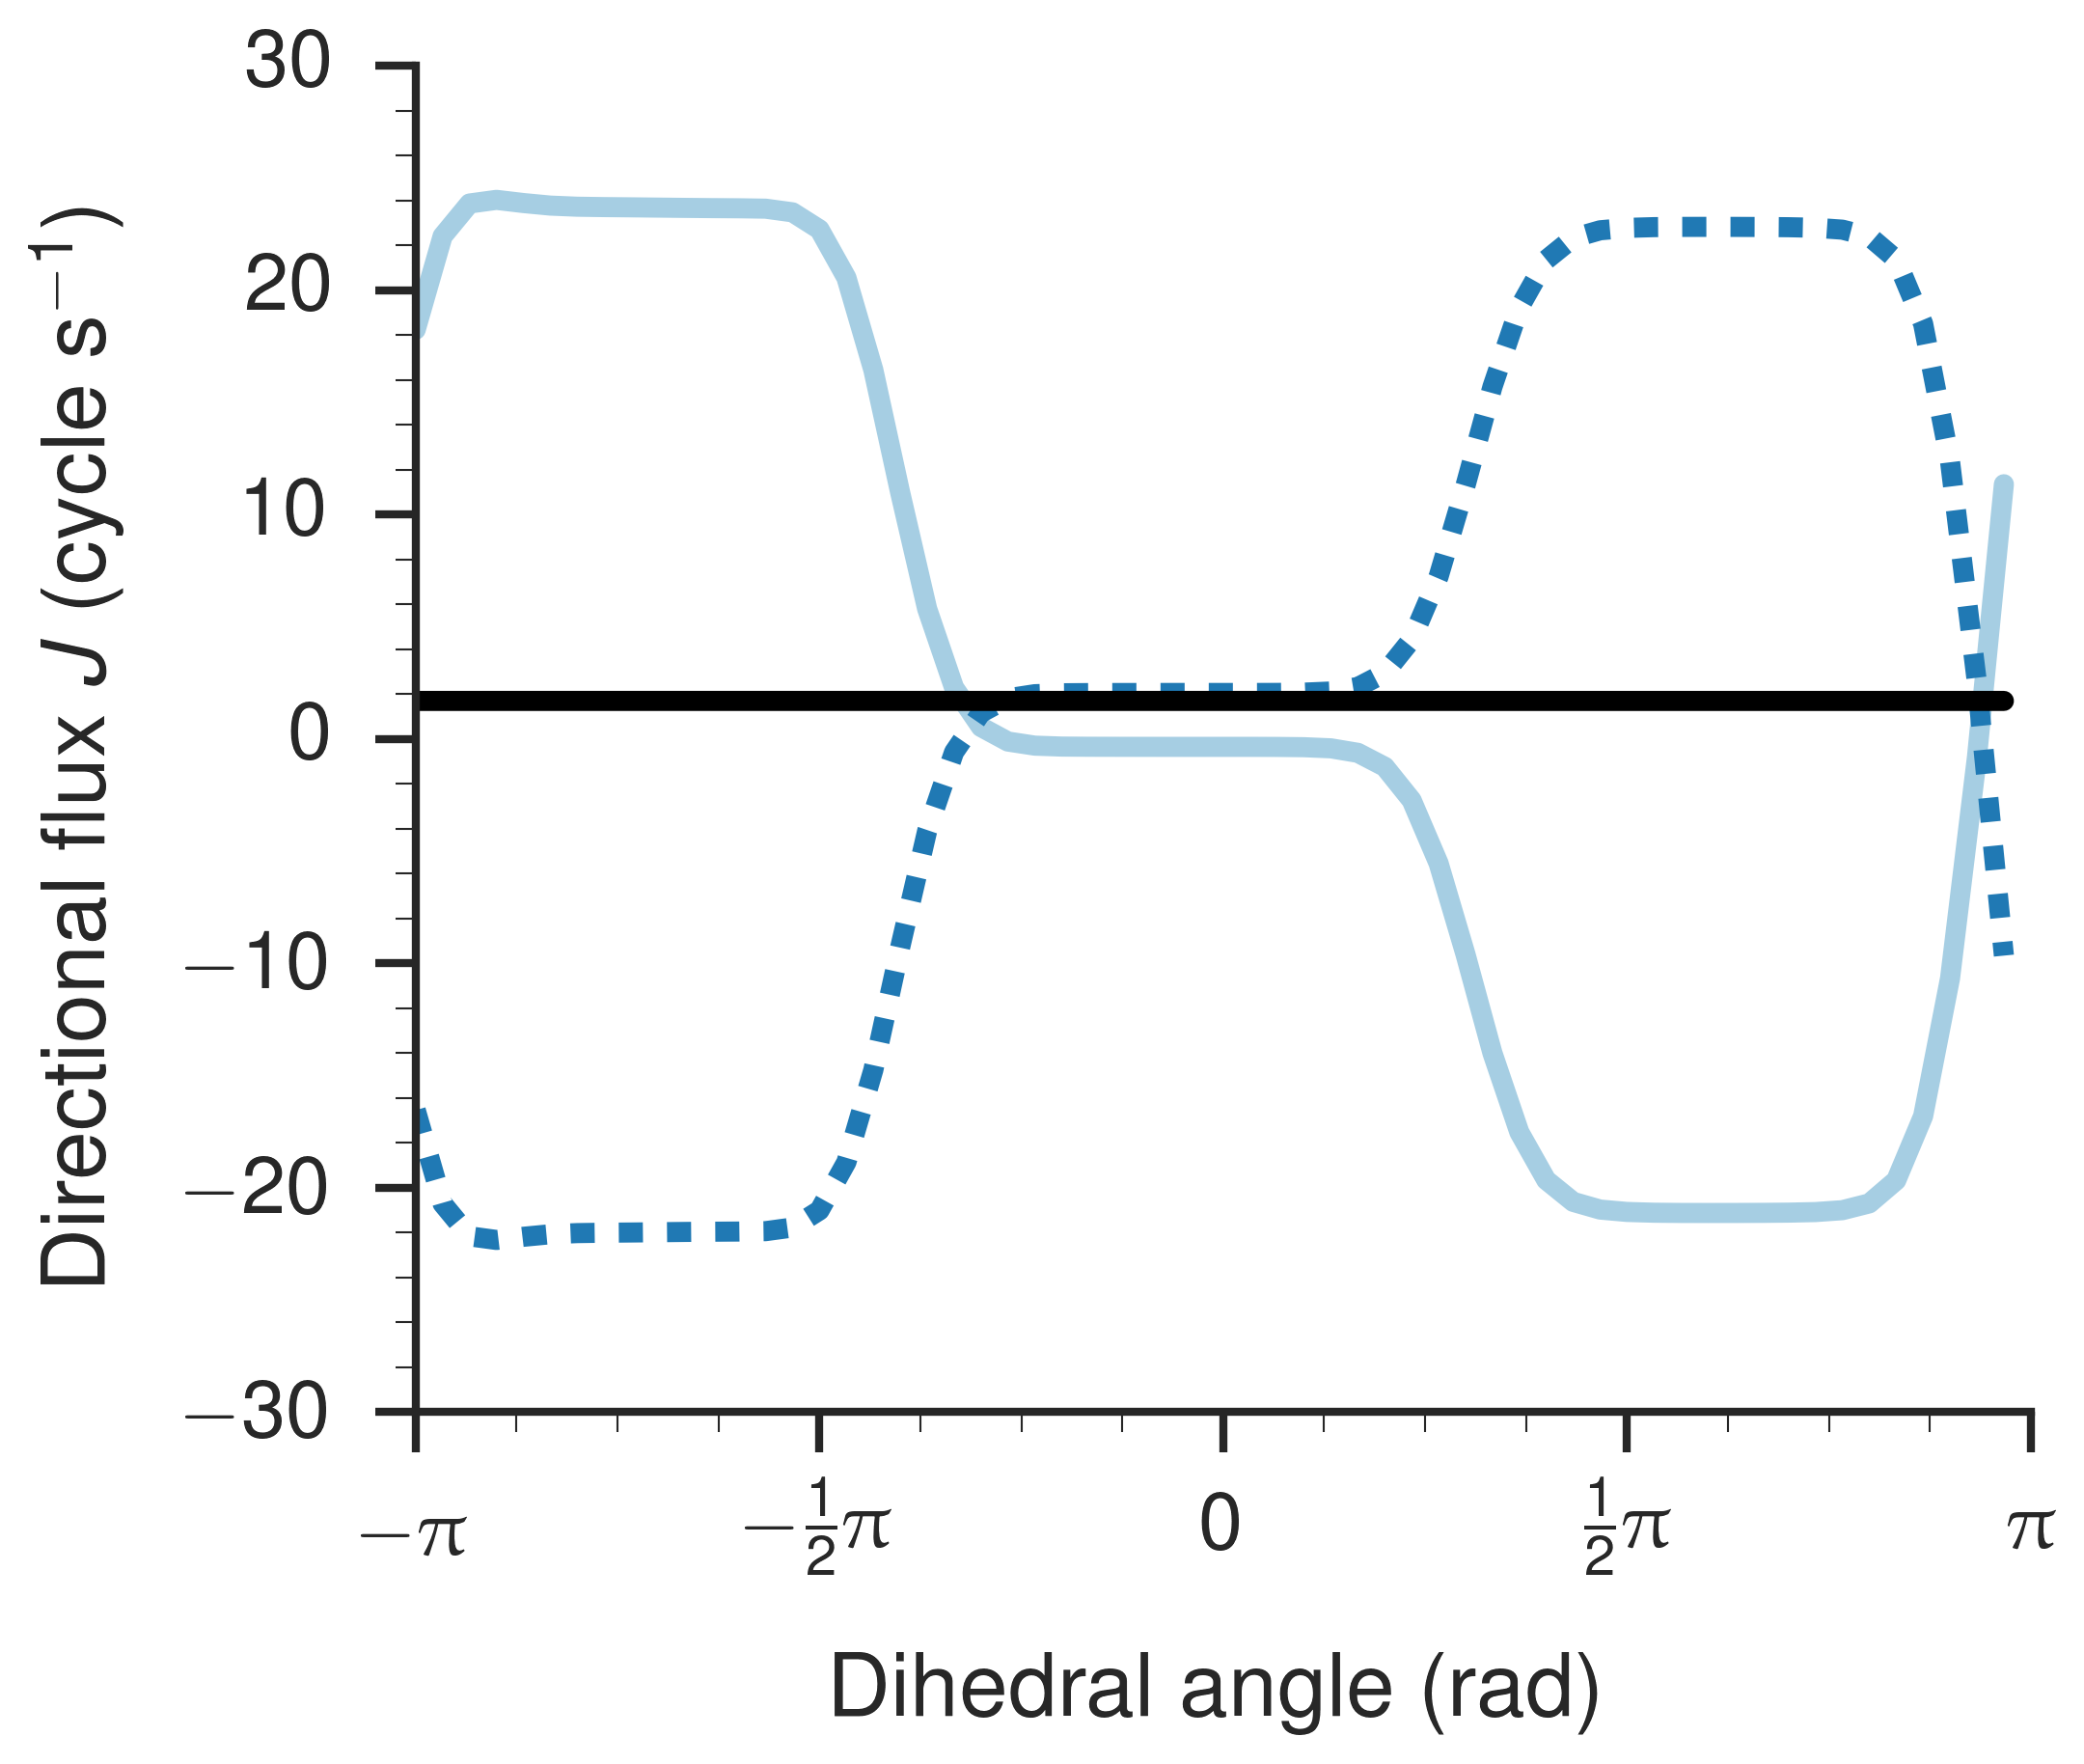 Directional flux J (cycle s⁻¹)
30
20
10
0
−10
−20
−30
−π
−½π
0
½π
π
Dihedral angle (rad)